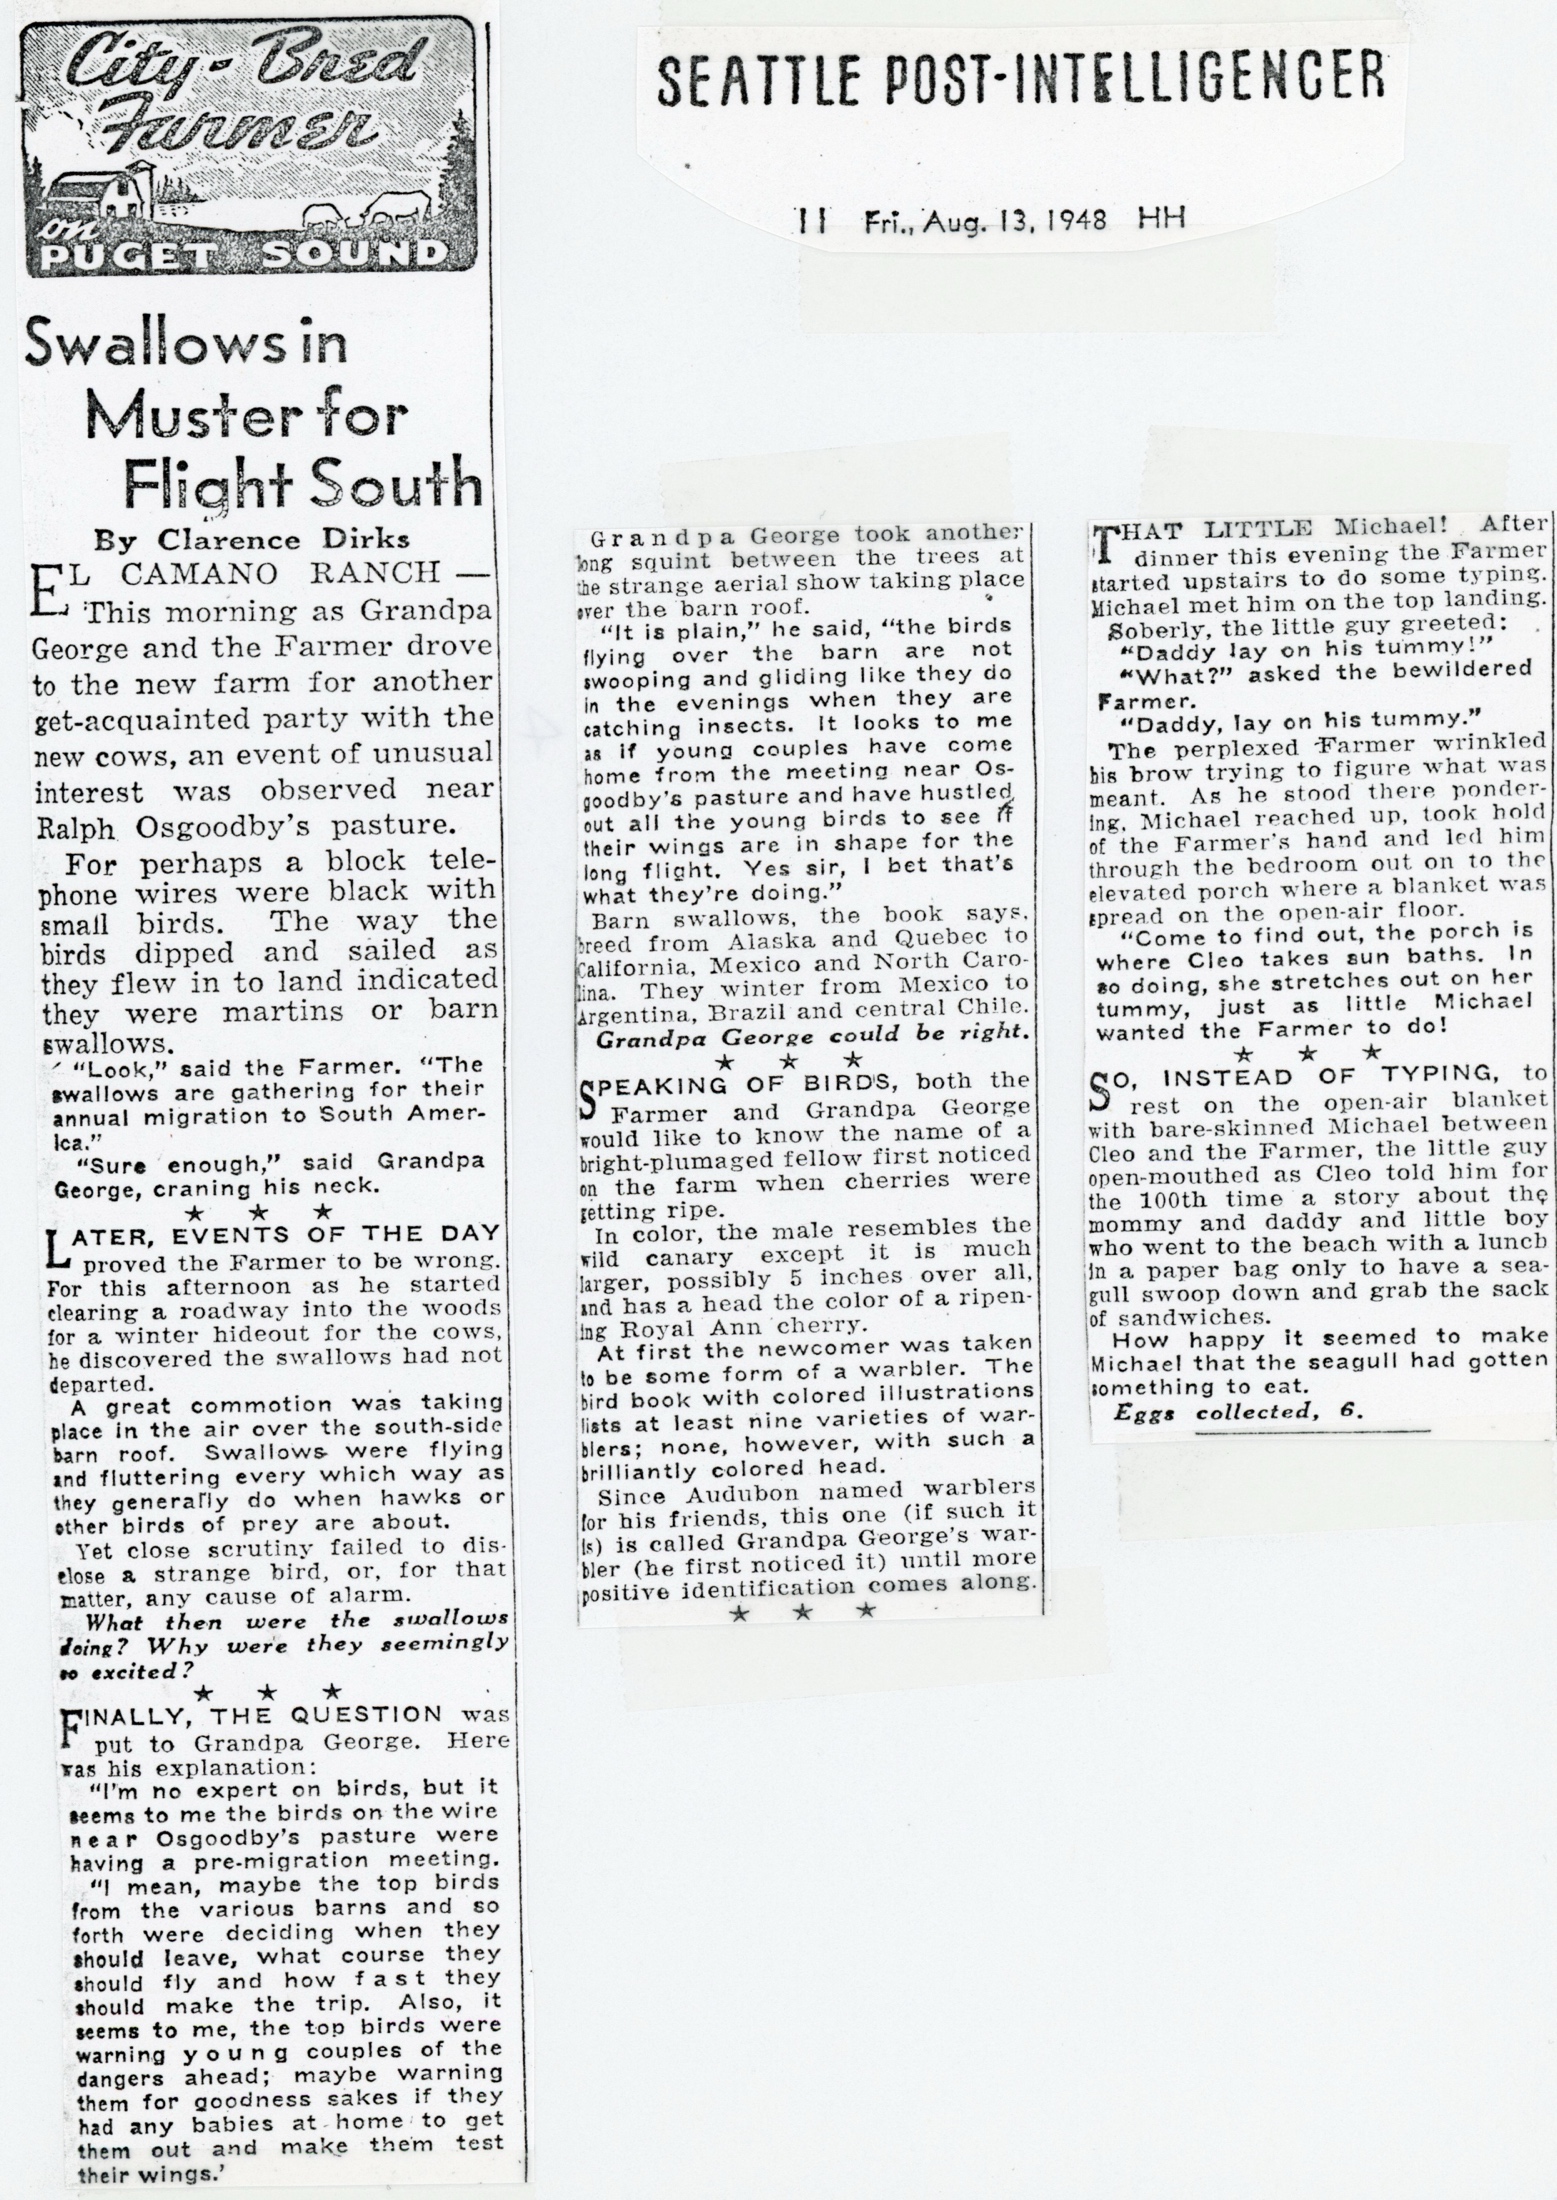 City-Bred
Farmer
on
PUGET SOUND
Swallows in
Muster for
Flight South
By Clarence Dirks
EL CAMANO RANCH —
This morning as Grandpa
George and the Farmer drove
to the new farm for another
get-acquainted party with the
new cows, an event of unusual
interest was observed near
Ralph Osgoodby's pasture.
For perhaps a block tele-
phone wires were black with
small birds. The way the
birds dipped and sailed as
they flew in to land indicated
they were martins or barn
swallows.
"Look," said the Farmer. "The
swallows are gathering for their
annual migration to South Amer-
ica."
"Sure enough," said Grandpa
George, craning his neck.
★ ★ ★
LATER, EVENTS OF THE DAY
proved the Farmer to be wrong.
For this afternoon as he started
clearing a roadway into the woods
for a winter hideout for the cows,
he discovered the swallows had not
departed.
A great commotion was taking
place in the air over the south-side
barn roof. Swallows were flying
and fluttering every which way as
they generally do when hawks or
other birds of prey are about.
Yet close scrutiny failed to dis-
close a strange bird, or, for that
matter, any cause of alarm.
What then were the swallows
doing? Why were they seemingly
so excited?
★ ★ ★
FINALLY, THE QUESTION was
put to Grandpa George. Here
was his explanation:
"I'm no expert on birds, but it
seems to me the birds on the wire
near Osgoodby's pasture were
having a pre-migration meeting.
"I mean, maybe the top birds
from the various barns and so
forth were deciding when they
should leave, what course they
should fly and how fast they
should make the trip. Also, it
seems to me, the top birds were
warning young couples of the
dangers ahead; maybe warning
them for goodness sakes if they
had any babies at home to get
them out and make them test
their wings.'
SEATTLE POST-INTELLIGENCER
11 Fri., Aug. 13, 1948 HH
Grandpa George took another
long squint between the trees at
the strange aerial show taking place
over the barn roof.
"It is plain," he said, "the birds
flying over the barn are not
swooping and gliding like they do
in the evenings when they are
catching insects. It looks to me
as if young couples have come
home from the meeting near Os-
goodby's pasture and have hustled
out all the young birds to see if
their wings are in shape for the
long flight. Yes sir, I bet that's
what they're doing."
Barn swallows, the book says,
breed from Alaska and Quebec to
California, Mexico and North Caro-
lina. They winter from Mexico to
Argentina, Brazil and central Chile.
Grandpa George could be right.
★ ★ ★
SPEAKING OF BIRDS, both the
Farmer and Grandpa George
would like to know the name of a
bright-plumaged fellow first noticed
on the farm when cherries were
getting ripe.
In color, the male resembles the
wild canary except it is much
larger, possibly 5 inches over all,
and has a head the color of a ripen-
ing Royal Ann cherry.
At first the newcomer was taken
to be some form of a warbler. The
bird book with colored illustrations
lists at least nine varieties of war-
blers; none, however, with such a
brilliantly colored head.
Since Audubon named warblers
for his friends, this one (if such it
is) is called Grandpa George's war-
bler (he first noticed it) until more
positive identification comes along.
★ ★ ★
THAT LITTLE Michael! After
dinner this evening the Farmer
started upstairs to do some typing.
Michael met him on the top landing.
Soberly, the little guy greeted:
"Daddy lay on his tummy!"
"What?" asked the bewildered
Farmer.
"Daddy, lay on his tummy."
The perplexed Farmer wrinkled
his brow trying to figure what was
meant. As he stood there ponder-
ing, Michael reached up, took hold
of the Farmer's hand and led him
through the bedroom out on to the
elevated porch where a blanket was
spread on the open-air floor.
"Come to find out, the porch is
where Cleo takes sun baths. In
so doing, she stretches out on her
tummy, just as little Michael
wanted the Farmer to do!
★ ★ ★
SO, INSTEAD OF TYPING, to
rest on the open-air blanket
with bare-skinned Michael between
Cleo and the Farmer, the little guy
open-mouthed as Cleo told him for
the 100th time a story about the
mommy and daddy and little boy
who went to the beach with a lunch
in a paper bag only to have a sea-
gull swoop down and grab the sack
of sandwiches.
How happy it seemed to make
Michael that the seagull had gotten
something to eat.
Eggs collected, 6.